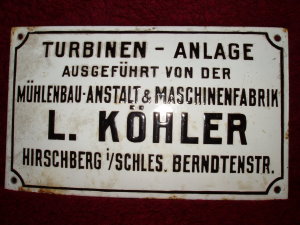 TURBINEN - ANLAGE
AUSGEFÜHRT VON DER
MÜHLENBAU-ANSTALT & MASCHINENFABRIK
L. KÖHLER
HIRSCHBERG i/SCHLES. BERNDTENSTR.